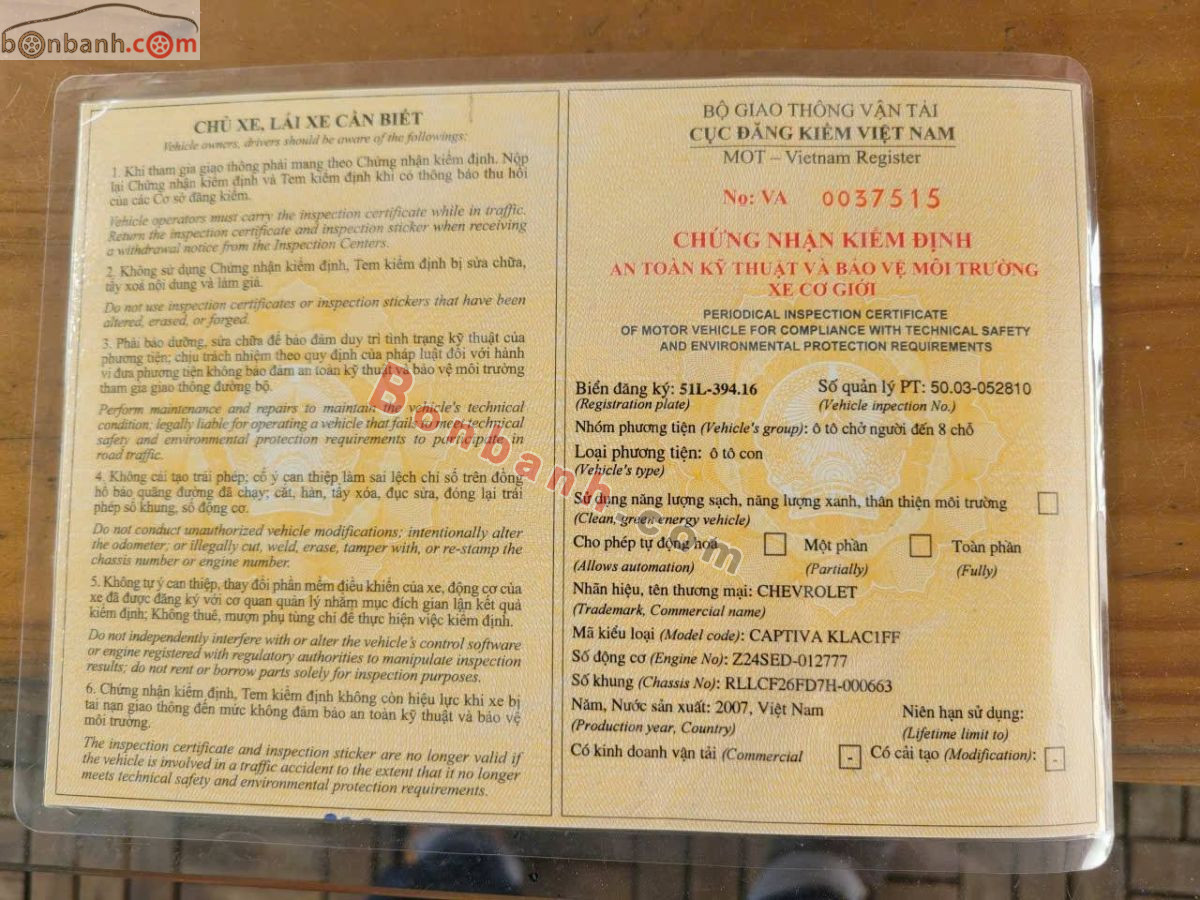 bonbanh.com
CHỦ XE, LÁI XE CẦN BIẾT
Vehicle owners, drivers should be aware of the followings:
1. Khi tham gia giao thông phải mang theo Chứng nhận kiểm định. Nộp
lại Chứng nhận kiểm định và Tem kiểm định khi có thông báo thu hồi
của các Cơ sở đăng kiểm.
Vehicle operators must carry the inspection certificate while in traffic.
Return the inspection certificate and inspection sticker when receiving
a withdrawal notice from the Inspection Centers.
2. Không sử dụng Chứng nhận kiểm định, Tem kiểm định bị sửa chữa,
tẩy xoá nội dung và làm giả.
Do not use inspection certificates or inspection stickers that have been
altered, erased, or forged.
3. Phải bảo dưỡng, sửa chữa để bảo đảm duy trì tình trạng kỹ thuật của
phương tiện; chịu trách nhiệm theo quy định của pháp luật đối với hành
vi đưa phương tiện không bảo đảm an toàn kỹ thuật và bảo vệ môi trường
tham gia giao thông đường bộ.
Perform maintenance and repairs to maintain the vehicle's technical
condition; legally liable for operating a vehicle that fails to meet technical
safety and environmental protection requirements to participate in
road traffic.
4. Không cải tạo trái phép; cố ý can thiệp làm sai lệch chỉ số trên đồng
hồ báo quãng đường đã chạy; cắt, hàn, tẩy xóa, đục sửa, đóng lại trái
phép số khung, số động cơ.
Do not conduct unauthorized vehicle modifications; intentionally alter
the odometer; or illegally cut, weld, erase, tamper with, or re-stamp the
chassis number or engine number.
5. Không tự ý can thiệp, thay đổi phần mềm điều khiển của xe, động cơ của
xe đã được đăng ký với cơ quan quản lý nhằm mục đích gian lận kết quả
kiểm định; Không thuê, mượn phụ tùng chỉ để thực hiện việc kiểm định.
Do not independently interfere with or alter the vehicle's control software
or engine registered with regulatory authorities to manipulate inspection
results; do not rent or borrow parts solely for inspection purposes.
6. Chứng nhận kiểm định, Tem kiểm định không còn hiệu lực khi xe bị
tai nạn giao thông đến mức không đảm bảo an toàn kỹ thuật và bảo vệ
môi trường.
The inspection certificate and inspection sticker are no longer valid if
the vehicle is involved in a traffic accident to the extent that it no longer
meets technical safety and environmental protection requirements.
BỘ GIAO THÔNG VẬN TẢI
CỤC ĐĂNG KIỂM VIỆT NAM
MOT – Vietnam Register
Nọ: VA 0037515
CHỨNG NHẬN KIỂM ĐỊNH
AN TOÀN KỸ THUẬT VÀ BẢO VỆ MÔI TRƯỜNG
XE CƠ GIỚI
PERIODICAL INSPECTION CERTIFICATE
OF MOTOR VEHICLE FOR COMPLIANCE WITH TECHNICAL SAFETY
AND ENVIRONMENTAL PROTECTION REQUIREMENTS
Biển đăng ký: 51L-394.16 Số quản lý PT: 50.03-052810
(Registration plate) (Vehicle inpection No.)
Nhóm phương tiện (Vehicle's group): ô tô chở người đến 8 chỗ
Loại phương tiện: ô tô con
(Vehicle's type)
Sử dụng năng lượng sạch, năng lượng xanh, thân thiện môi trường
(Clean, green energy vehicle)
Cho phép tự động hoá Một phần Toàn phần
(Allows automation) (Partially) (Fully)
Nhãn hiệu, tên thương mại: CHEVROLET
(Trademark, Commercial name)
Mã kiểu loại (Model code): CAPTIVA KLAC1FF
Số động cơ (Engine No): Z24SED-012777
Số khung (Chassis No): RLLCF26FD7H-000663
Năm, Nước sản xuất: 2007, Việt Nam Niên hạn sử dụng:
(Production year, Country) (Lifetime limit to)
Có kinh doanh vận tải (Commercial - Có cải tạo (Modification): -
Bonbanh.com